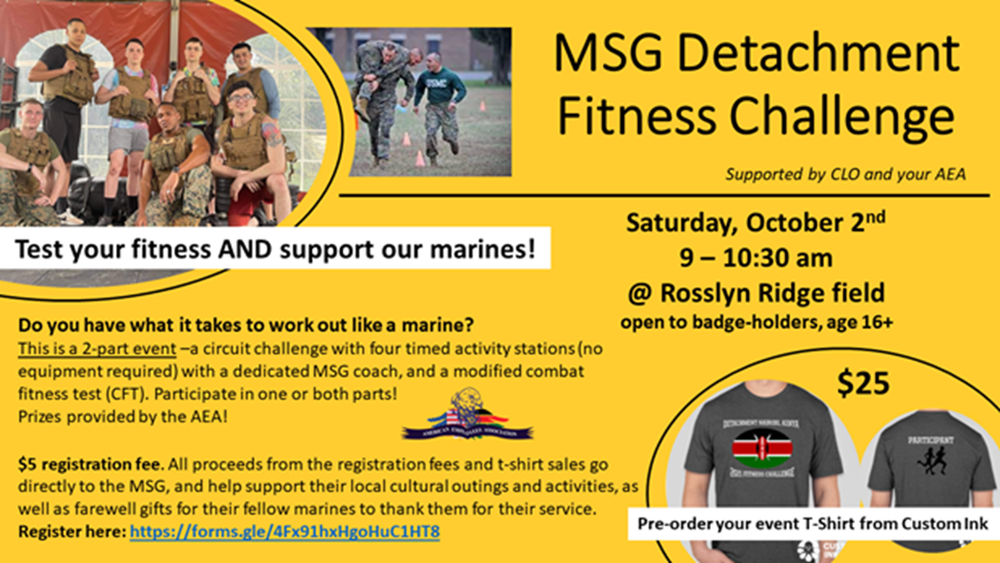 MSG Detachment
Fitness Challenge
Supported by CLO and your AEA
USMC
Test your fitness AND support our marines!
Saturday, October 2nd
9 – 10:30 am
@ Rosslyn Ridge field
open to badge-holders, age 16+
Do you have what it takes to work out like a marine?
This is a 2-part event –a circuit challenge with four timed activity stations (no
equipment required) with a dedicated MSG coach, and a modified combat
fitness test (CFT). Participate in one or both parts!
Prizes provided by the AEA!
AMERICAN EMPLOYEES ASSOCIATION
$5 registration fee. All proceeds from the registration fees and t-shirt sales go
directly to the MSG, and help support their local cultural outings and activities, as
well as farewell gifts for their fellow marines to thank them for their service.
Register here: https://forms.gle/4Fx91hxHgoHuC1HT8
$25
DETACHMENT NAIROBI, KENYA
2021 FITNESS CHALLENGE
PARTICIPANT
Pre-order your event T-Shirt from Custom Ink